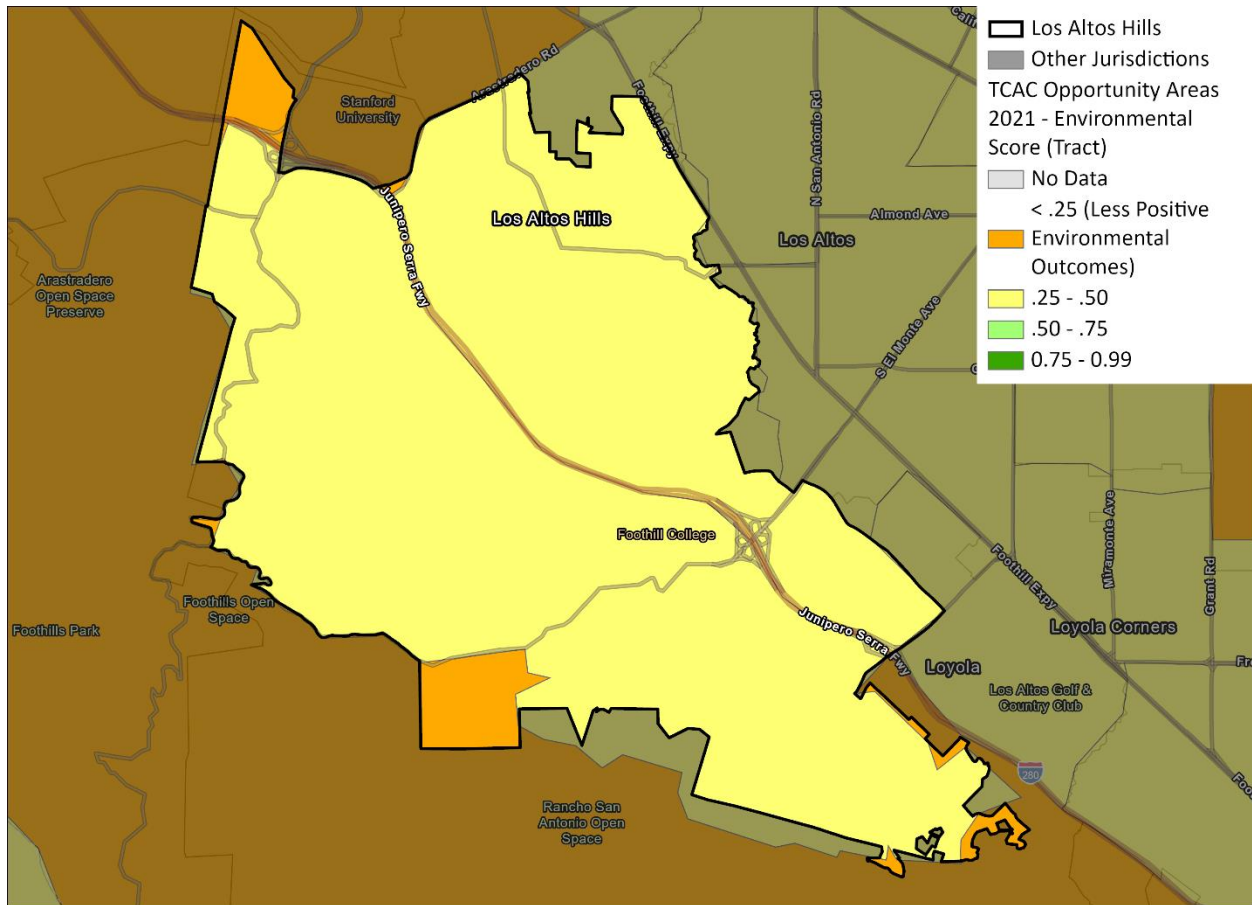 Los Altos Hills
Other Jurisdictions
TCAC Opportunity Areas
2021 - Environmental
Score (Tract)
No Data
< .25 (Less Positive
Environmental
Outcomes)
.25 - .50
.50 - .75
0.75 - 0.99
Stanford
University
Arastradero Rd
Foothill Expy
N San Antonio Rd
Almond Ave
Los Altos
Los Altos Hills
Junipero Serra Fwy
S El Monte Ave
Arastradero
Open Space
Preserve
Foothill College
Foothills Open
Space
Foothills Park
Junipero Serra Fwy
Foothill Expy
Miramonte Ave
Grant Rd
Loyola Corners
Loyola
Los Altos Golf &
Country Club
280
Rancho San
Antonio Open
Space